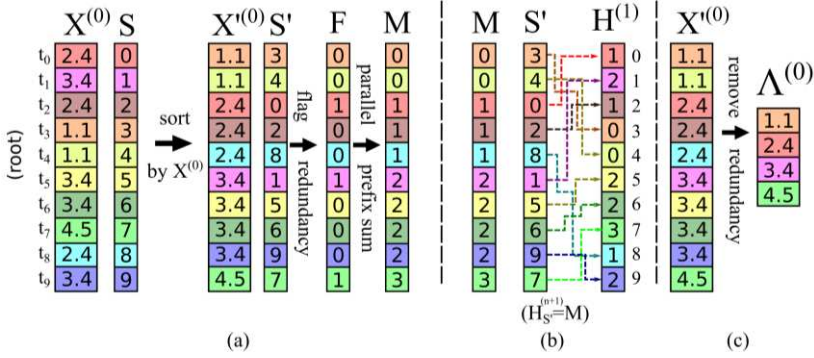 X(0) S X'(0) S' F M M S' H(1) X'(0) Λ(0)
t0 2.4 0 1.1 3 0 0 0 3 1 0 1.1
t1 3.4 1 1.1 4 0 0 0 4 2 1 1.1
t2 2.4 2 2.4 0 1 1 1 0 1 2 2.4 1.1
t3 1.1 3 2.4 2 0 1 1 2 0 3 2.4 2.4
t4 1.1 4 2.4 8 0 1 1 8 0 4 2.4 3.4
t5 3.4 5 3.4 1 1 2 2 1 2 5 3.4 4.5
t6 3.4 6 3.4 5 0 2 2 5 2 6 3.4
t7 4.5 7 3.4 6 0 2 2 6 3 7 3.4
t8 2.4 8 3.4 9 0 2 2 9 1 8 3.4
t9 3.4 9 4.5 7 1 3 3 7 2 9 4.5
(root)
sort
by X(0)
flag
redundancy
parallel
prefix sum
remove
redundancy
(H(n+1)S'=M)
(a) (b) (c)